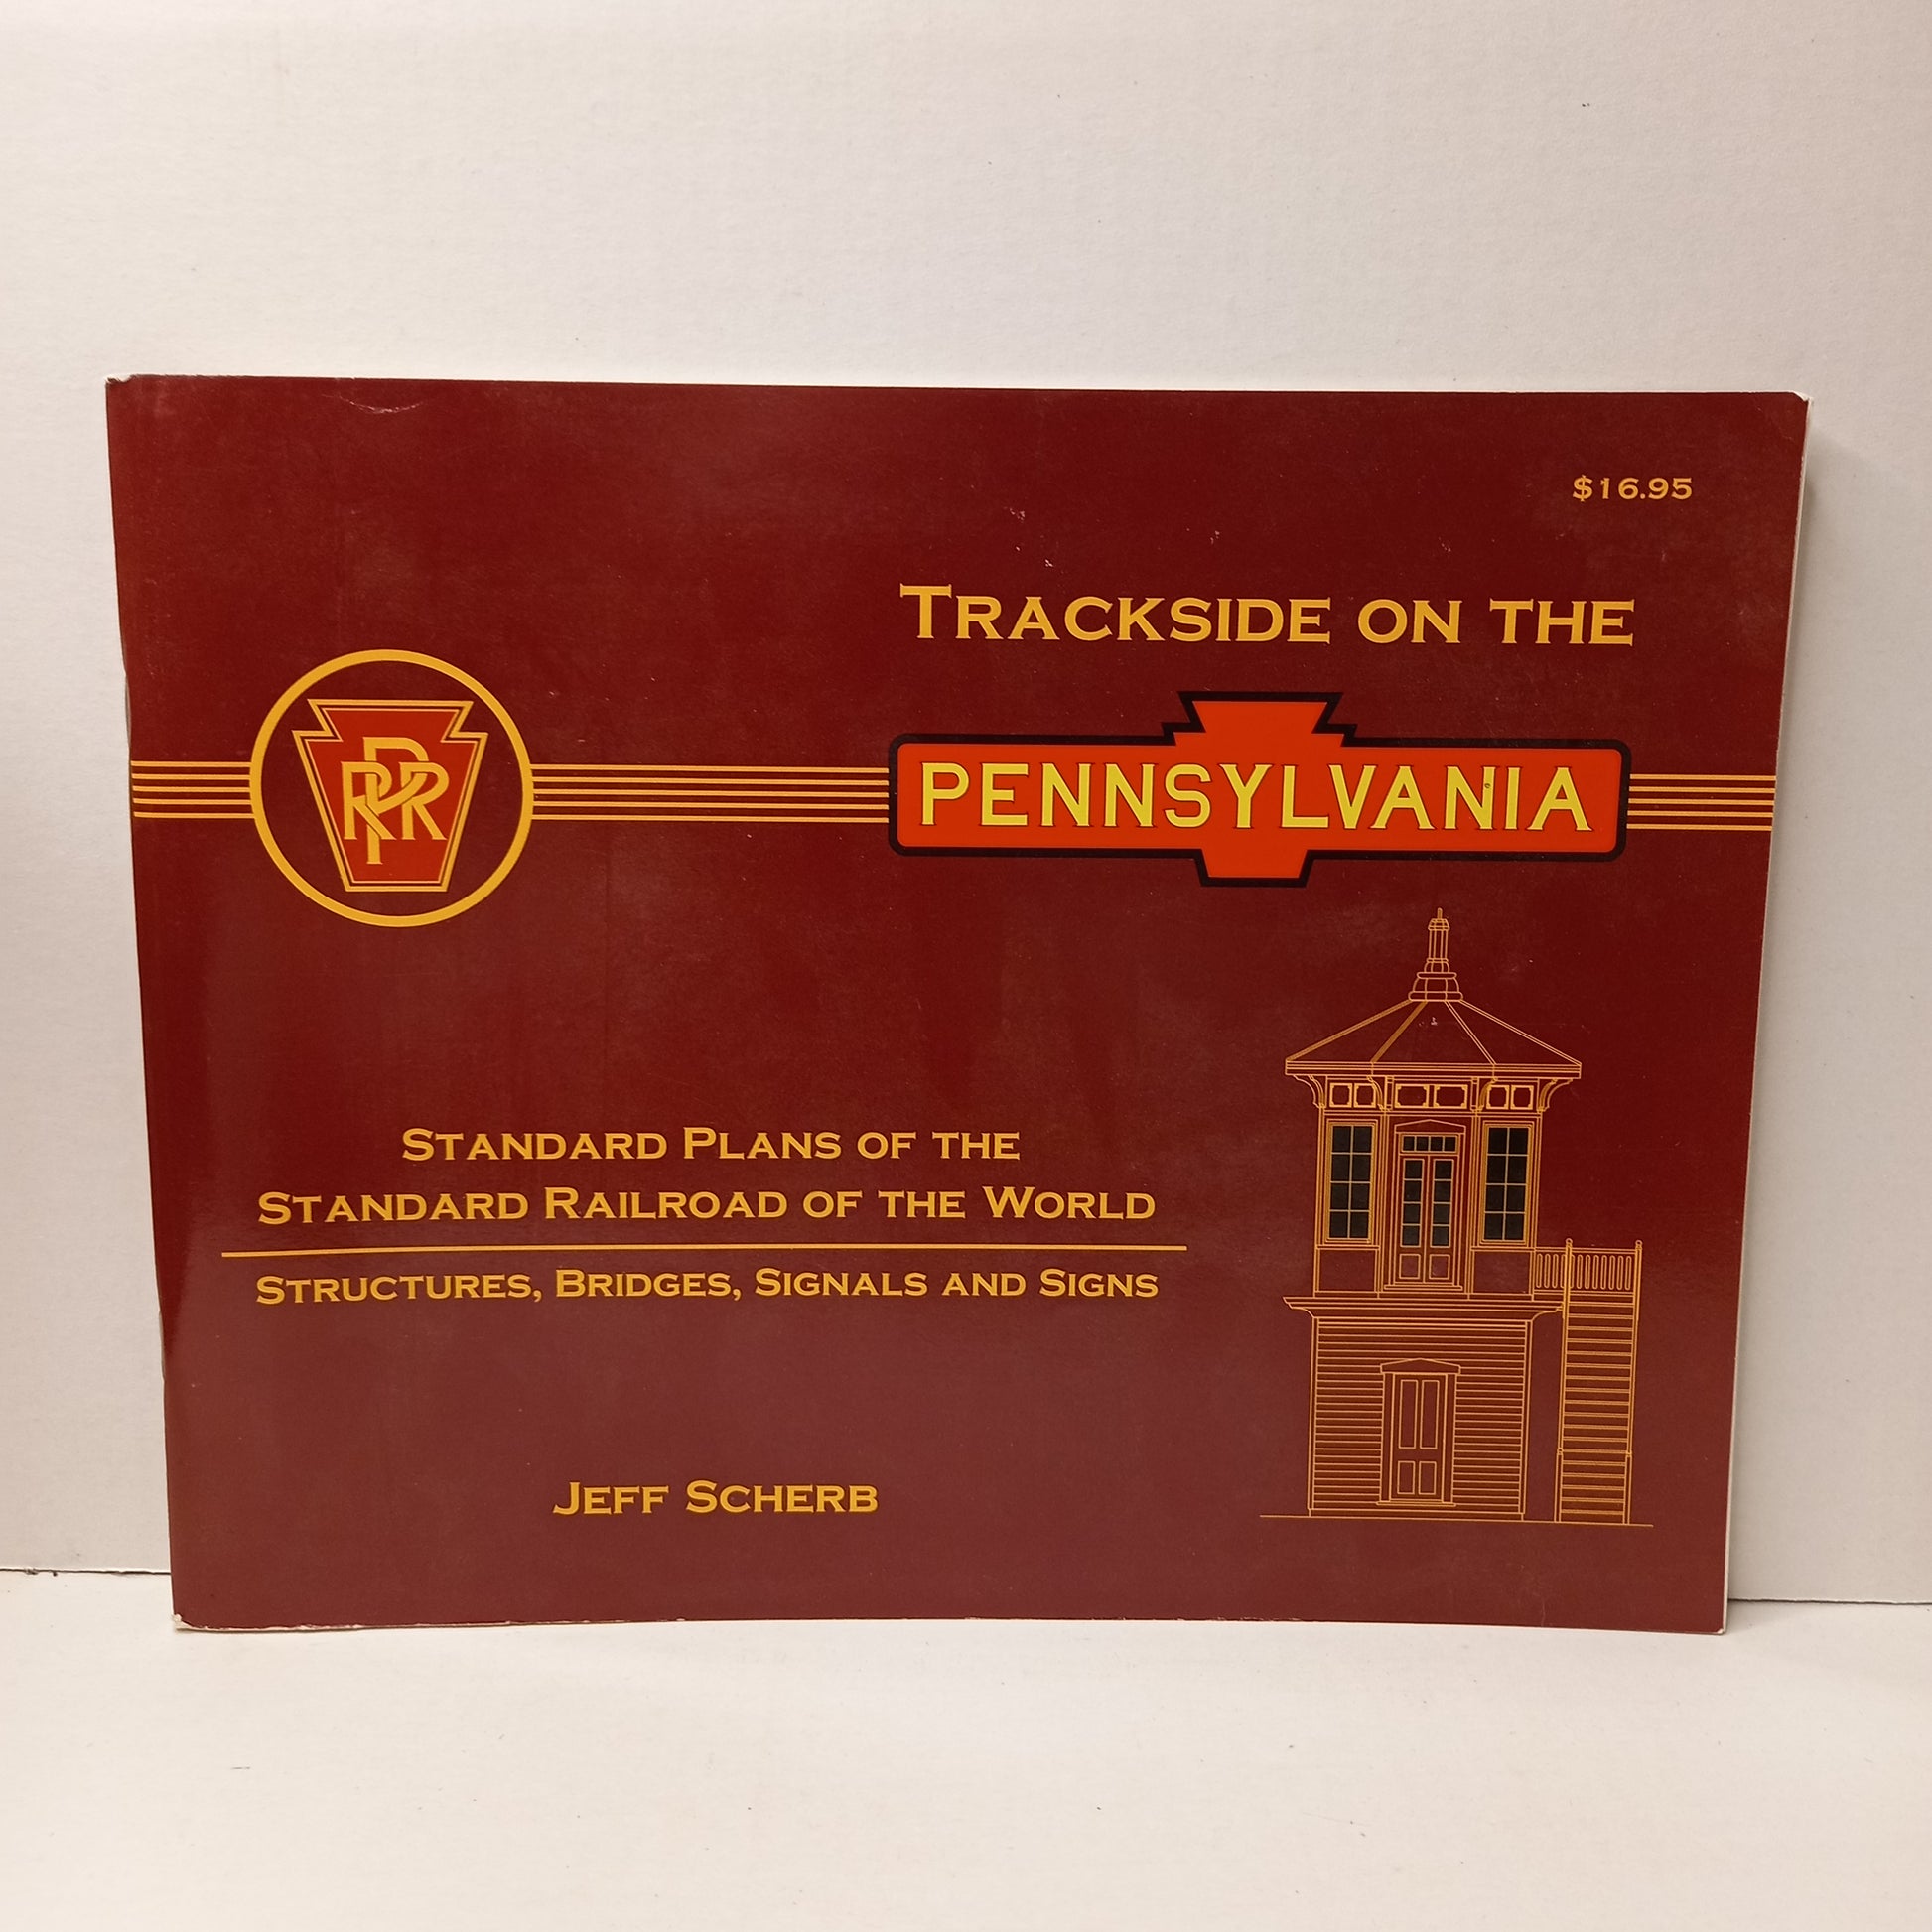 $16.95
TRACKSIDE ON THE
PRR
PENNSYLVANIA
STANDARD PLANS OF THE
STANDARD RAILROAD OF THE WORLD
STRUCTURES, BRIDGES, SIGNALS AND SIGNS
JEFF SCHERB